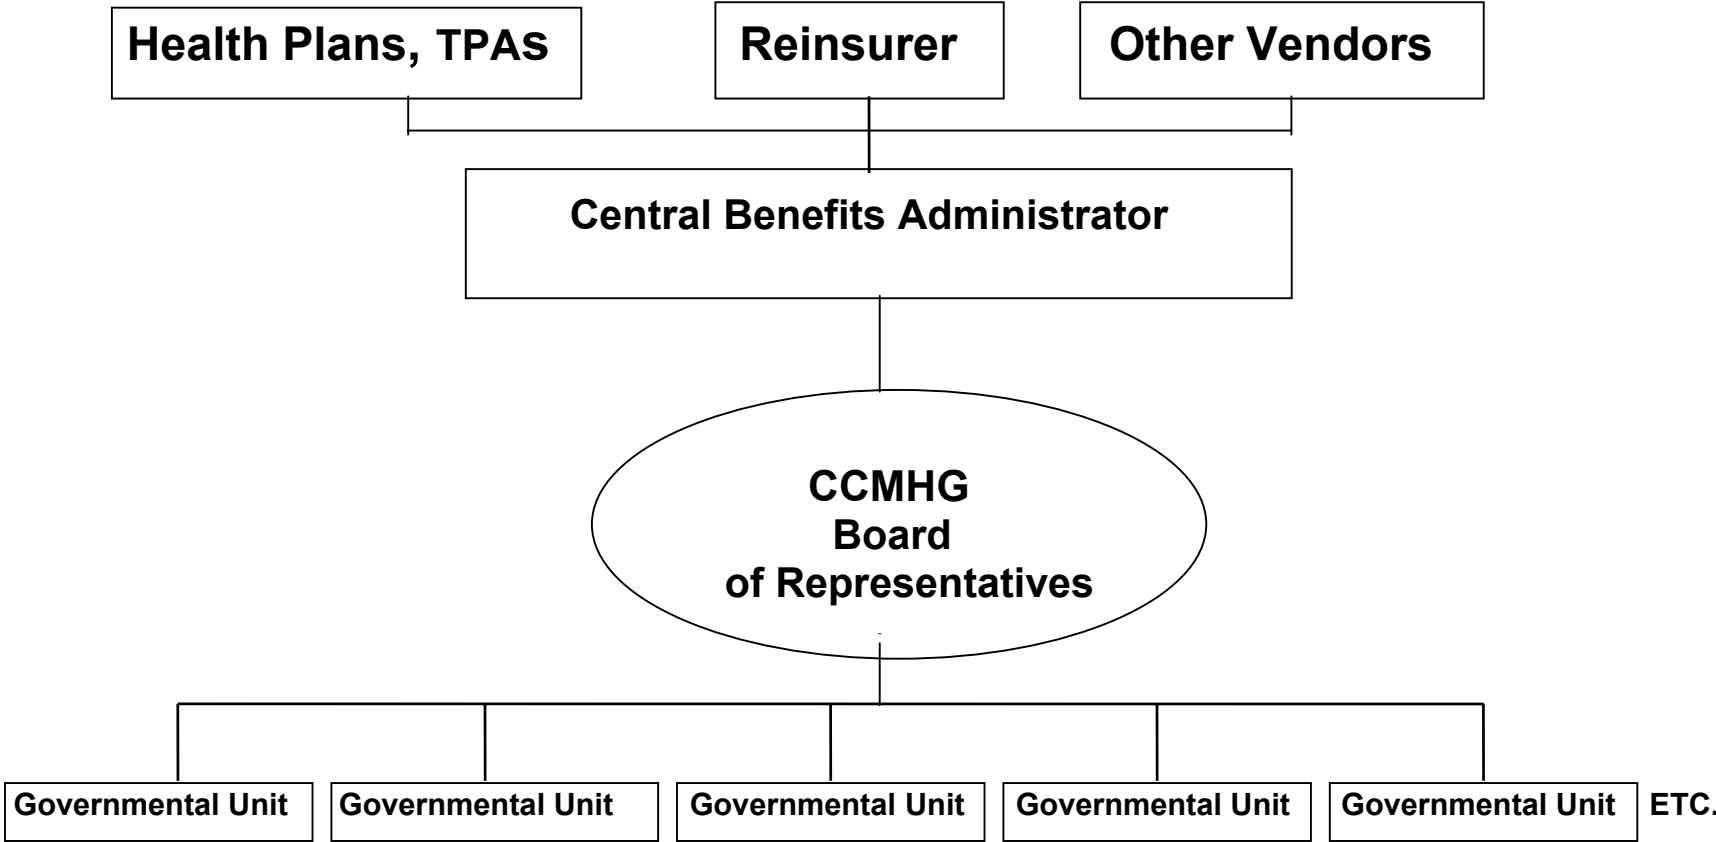 Health Plans, TPAs
Reinsurer
Other Vendors
Central Benefits Administrator
CCMHG
Board
of Representatives
Governmental Unit
Governmental Unit
Governmental Unit
Governmental Unit
Governmental Unit
ETC.